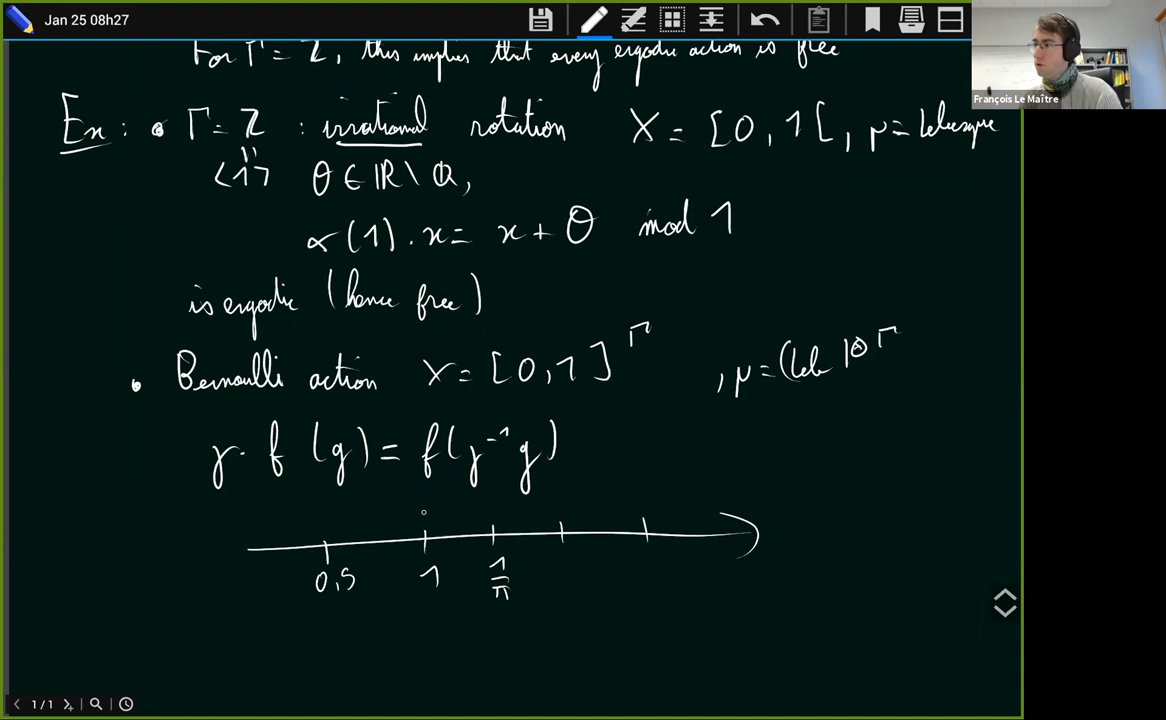 Jan 25 08h27
François Le Maître
For Γ = Z, this implies that every ergodic action is free
Ex : • Γ = Z : irrational rotation X = [0,1[, μ = Lebesgue
<1> θ ∈ ℝ \ ℚ,
α(1).x = x + θ mod 1
is ergodic (hence free)
• Bernoulli action X = [0,1]^Γ , μ = (Leb)^⊗Γ
γ· f (g) = f(γ⁻¹g)
0,5 1 1/π
1/1